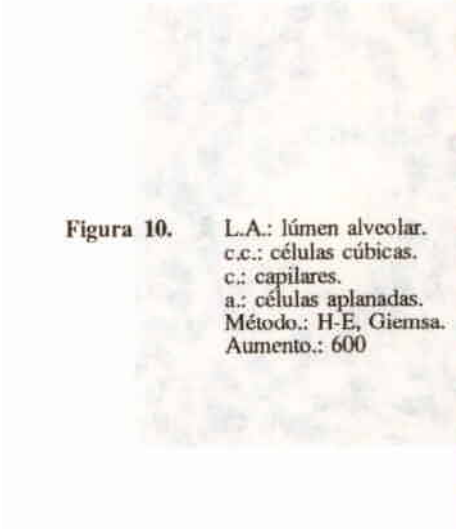 Figura 10. L.A.: lúmen alveolar.
c.c.: células cúbicas.
c.: capilares.
a.: células aplanadas.
Método.: H-E, Giemsa.
Aumento.: 600